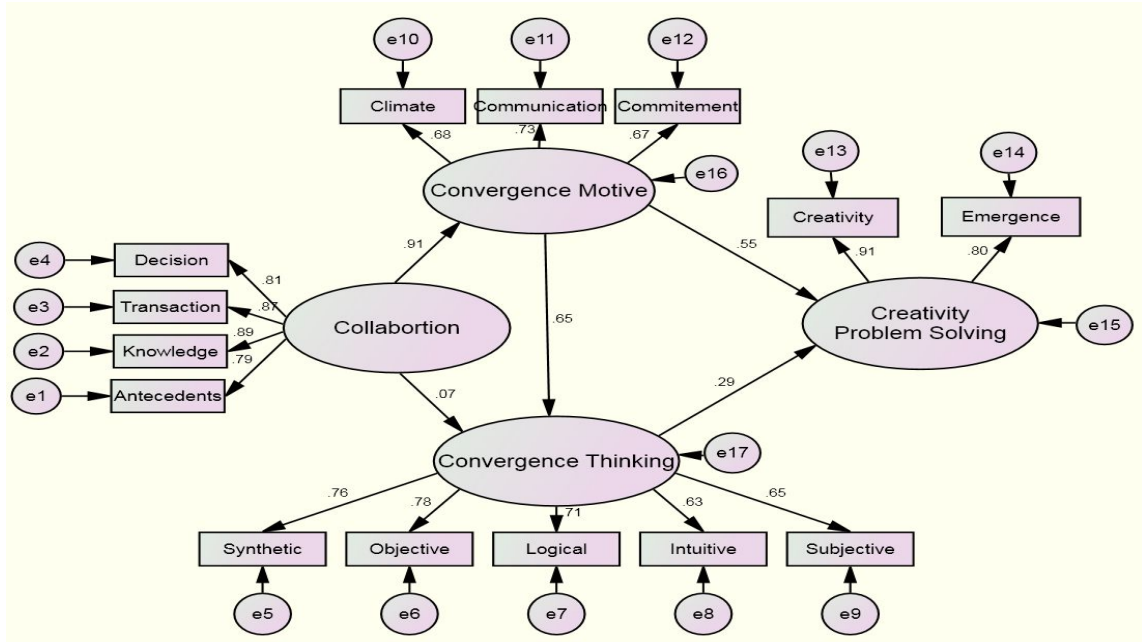 e10
e11
e12
Climate
Communication
Commitement
.68
.73
.67
e13
e14
Convergence Motive
e16
Creativity
Emergence
.91
.80
.91
.55
e4
Decision
.81
e3
Transaction
.87
e2
Knowledge
.89
.79
e1
Antecedents
Collabortion
.65
Creativity
Problem Solving
e15
.07
.29
Convergence Thinking
e17
.76
.78
.71
.63
.65
Synthetic
Objective
Logical
Intuitive
Subjective
e5
e6
e7
e8
e9